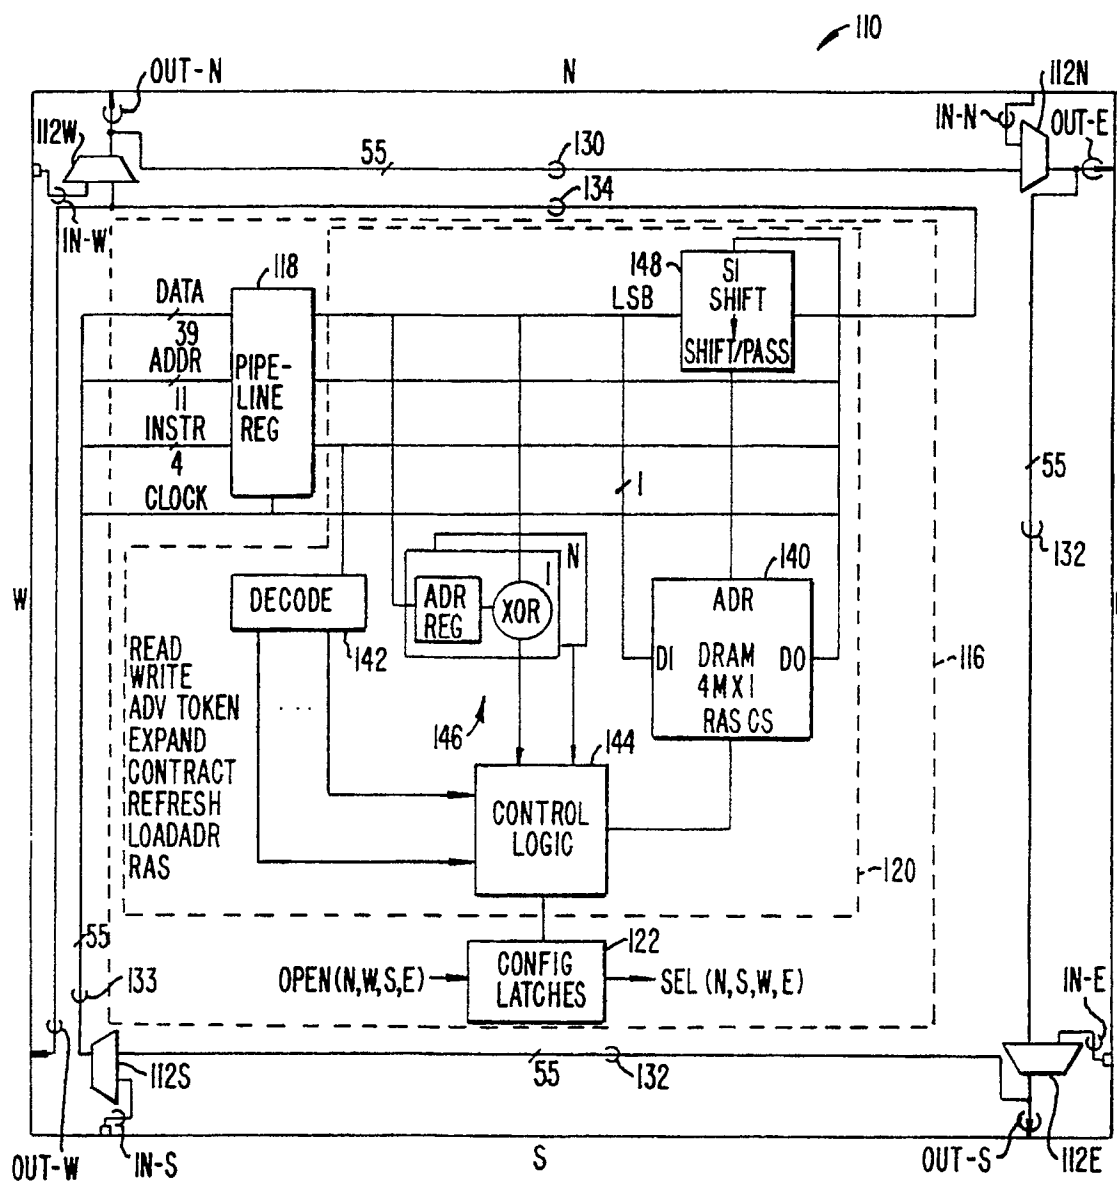 110
OUT-N
N
112N
IN-N
OUT-E
112W
55
130
134
IN-W
118
148
SI
SHIFT
SHIFT/PASS
LSB
DATA
39
ADDR
11
INSTR
4
CLOCK
PIPE-
LINE
REG
1
55
132
W
DECODE
142
ADR
REG
XOR
1
N
140
ADR
DI
DRAM
DO
4MX1
RAS CS
116
READ
WRITE
ADV TOKEN
EXPAND
CONTRACT
REFRESH
LOADADR
RAS
. . .
146
144
CONTROL
LOGIC
120
55
133
122
OPEN(N,W,S,E)
CONFIG
LATCHES
SEL (N,S,W,E)
IN-E
112S
55
132
OUT-W
IN-S
S
OUT-S
112E